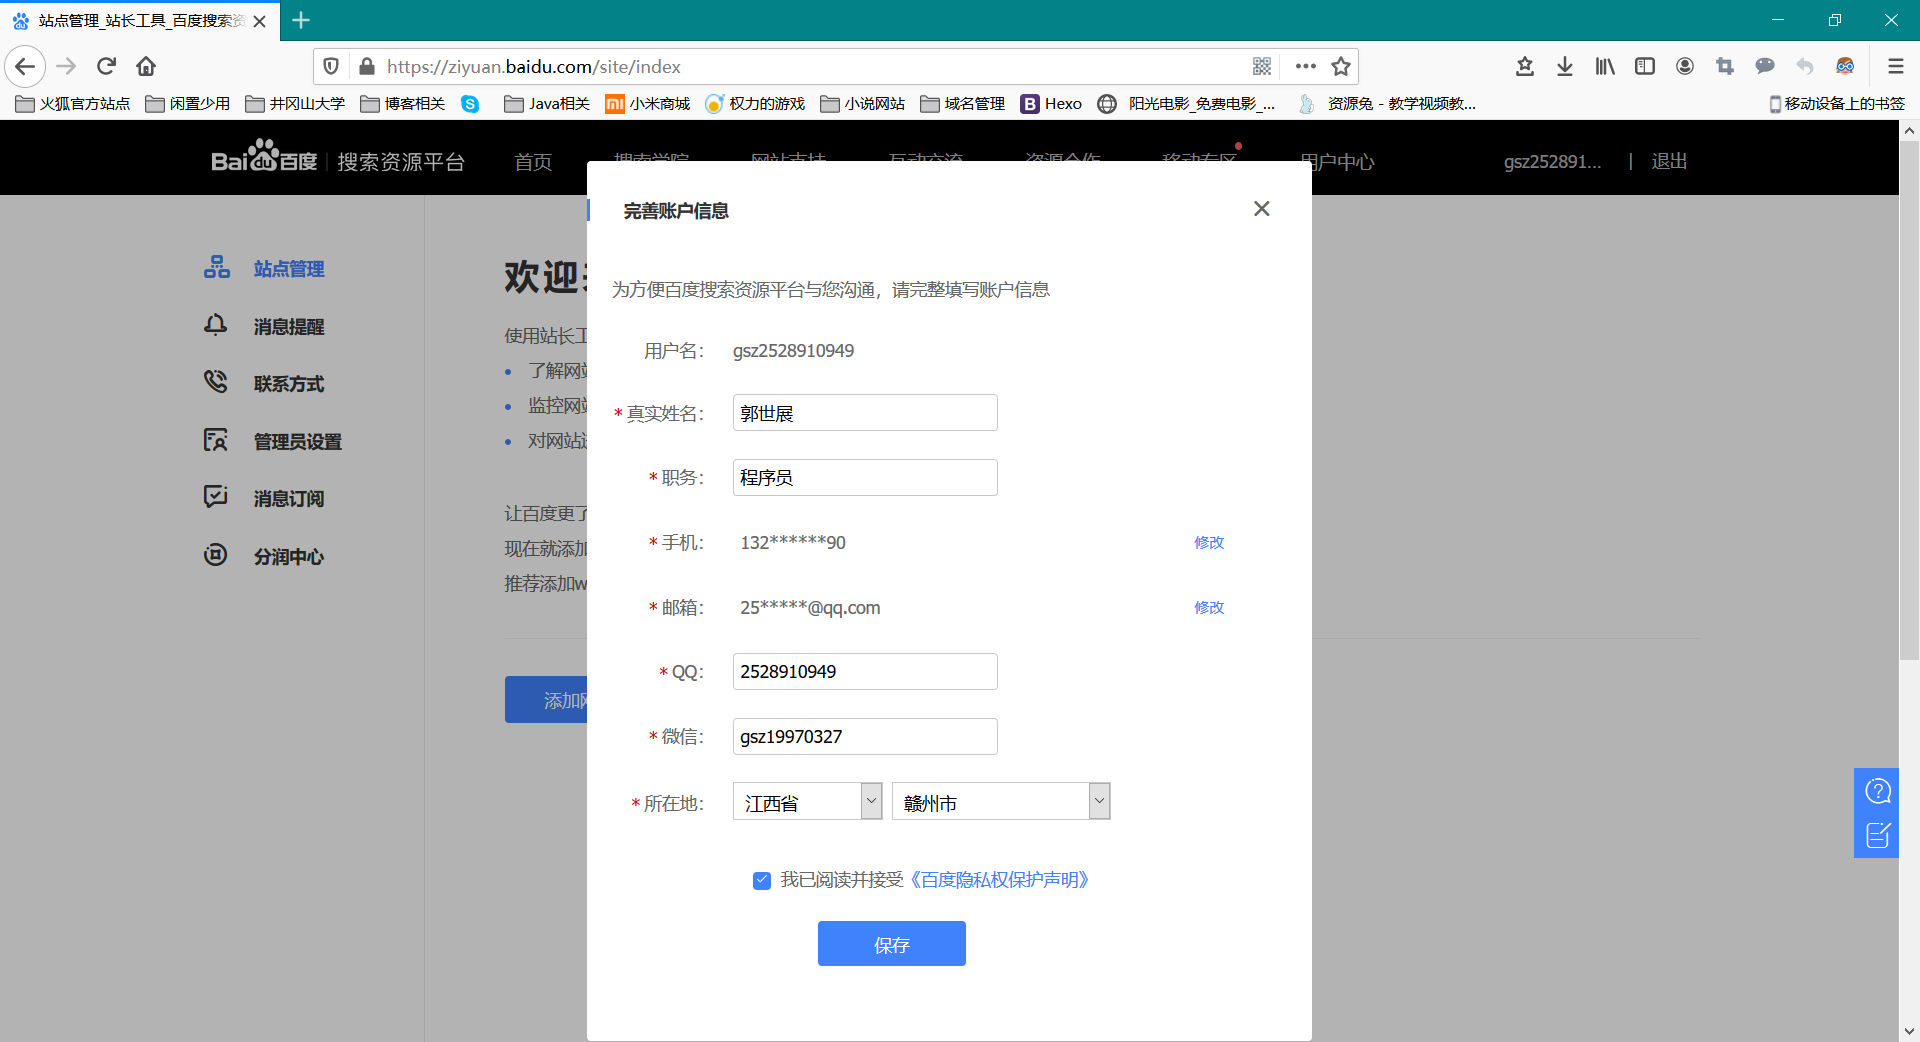 站点管理_站长工具_百度搜索资
https://ziyuan.baidu.com/site/index
火狐官方站点 闲置少用 井冈山大学 博客相关 Java相关 小米商城 权力的游戏 小说网站 域名管理 Hexo 阳光电影_免费电影_... 资源兔 - 教学视频教... 移动设备上的书签
Bai du 百度 搜索资源平台 首页 搜索学院 网站支持 互动交流 资源合作 移动专区 用户中心 gsz252891... | 退出
站点管理
消息提醒
联系方式
管理员设置
消息订阅
分润中心
欢迎
使用站长工
了解网站
监控网站
对网站
让百度更了
现在就添加
推荐添加w
添加网
完善账户信息
为方便百度搜索资源平台与您沟通，请完整填写账户信息
用户名： gsz2528910949
* 真实姓名： 郭世展
* 职务： 程序员
* 手机： 132******90 修改
* 邮箱： 25*****@qq.com 修改
* QQ： 2528910949
* 微信： gsz19970327
* 所在地： 江西省 赣州市
我已阅读并接受《百度隐私权保护声明》
保存